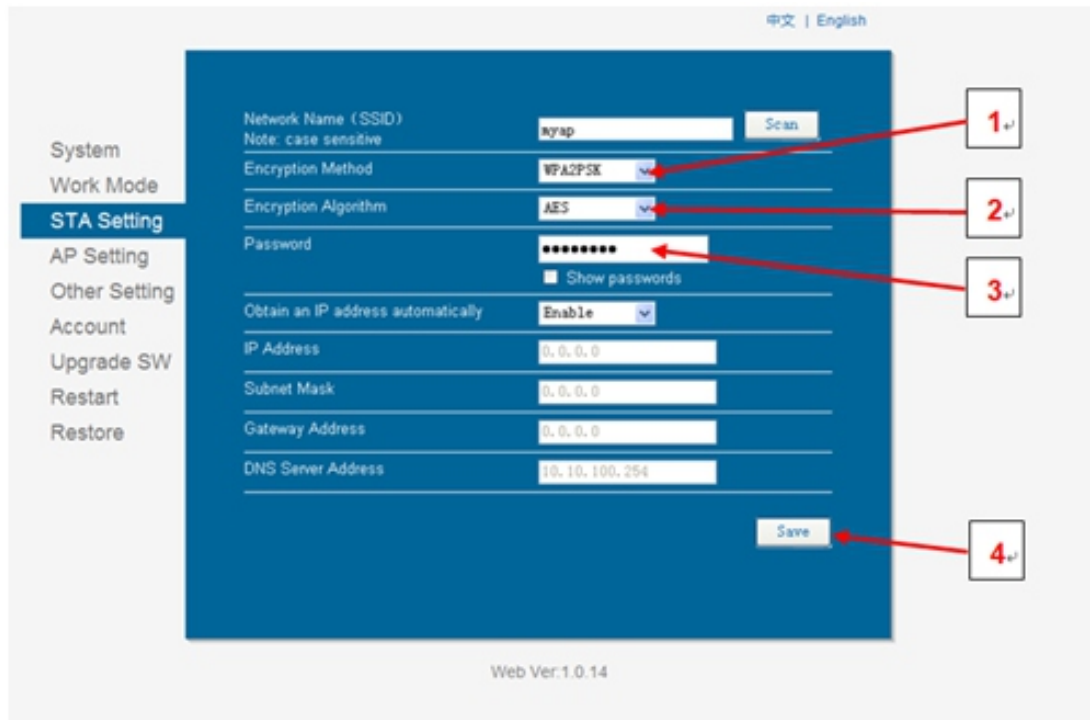 中文 | English
System
Work Mode
STA Setting
AP Setting
Other Setting
Account
Upgrade SW
Restart
Restore
Network Name (SSID)
Note: case sensitive
myap
Scan
Encryption Method
WPA2PSK
Encryption Algorithm
AES
Password
••••••••
Show passwords
Obtain an IP address automatically
Enable
IP Address
0.0.0.0
Subnet Mask
0.0.0.0
Gateway Address
0.0.0.0
DNS Server Address
10.10.100.254
Save
1
2
3
4
Web Ver:1.0.14